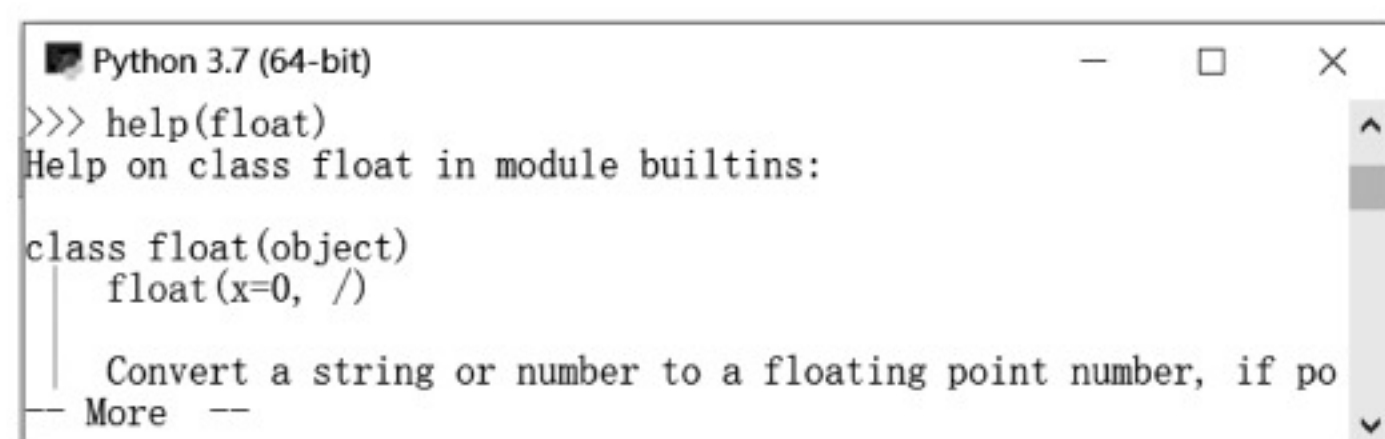 Python 3.7 (64-bit)
>>> help(float)
Help on class float in module builtins:
class float(object)
float(x=0, /)
Convert a string or number to a floating point number, if po
-- More --